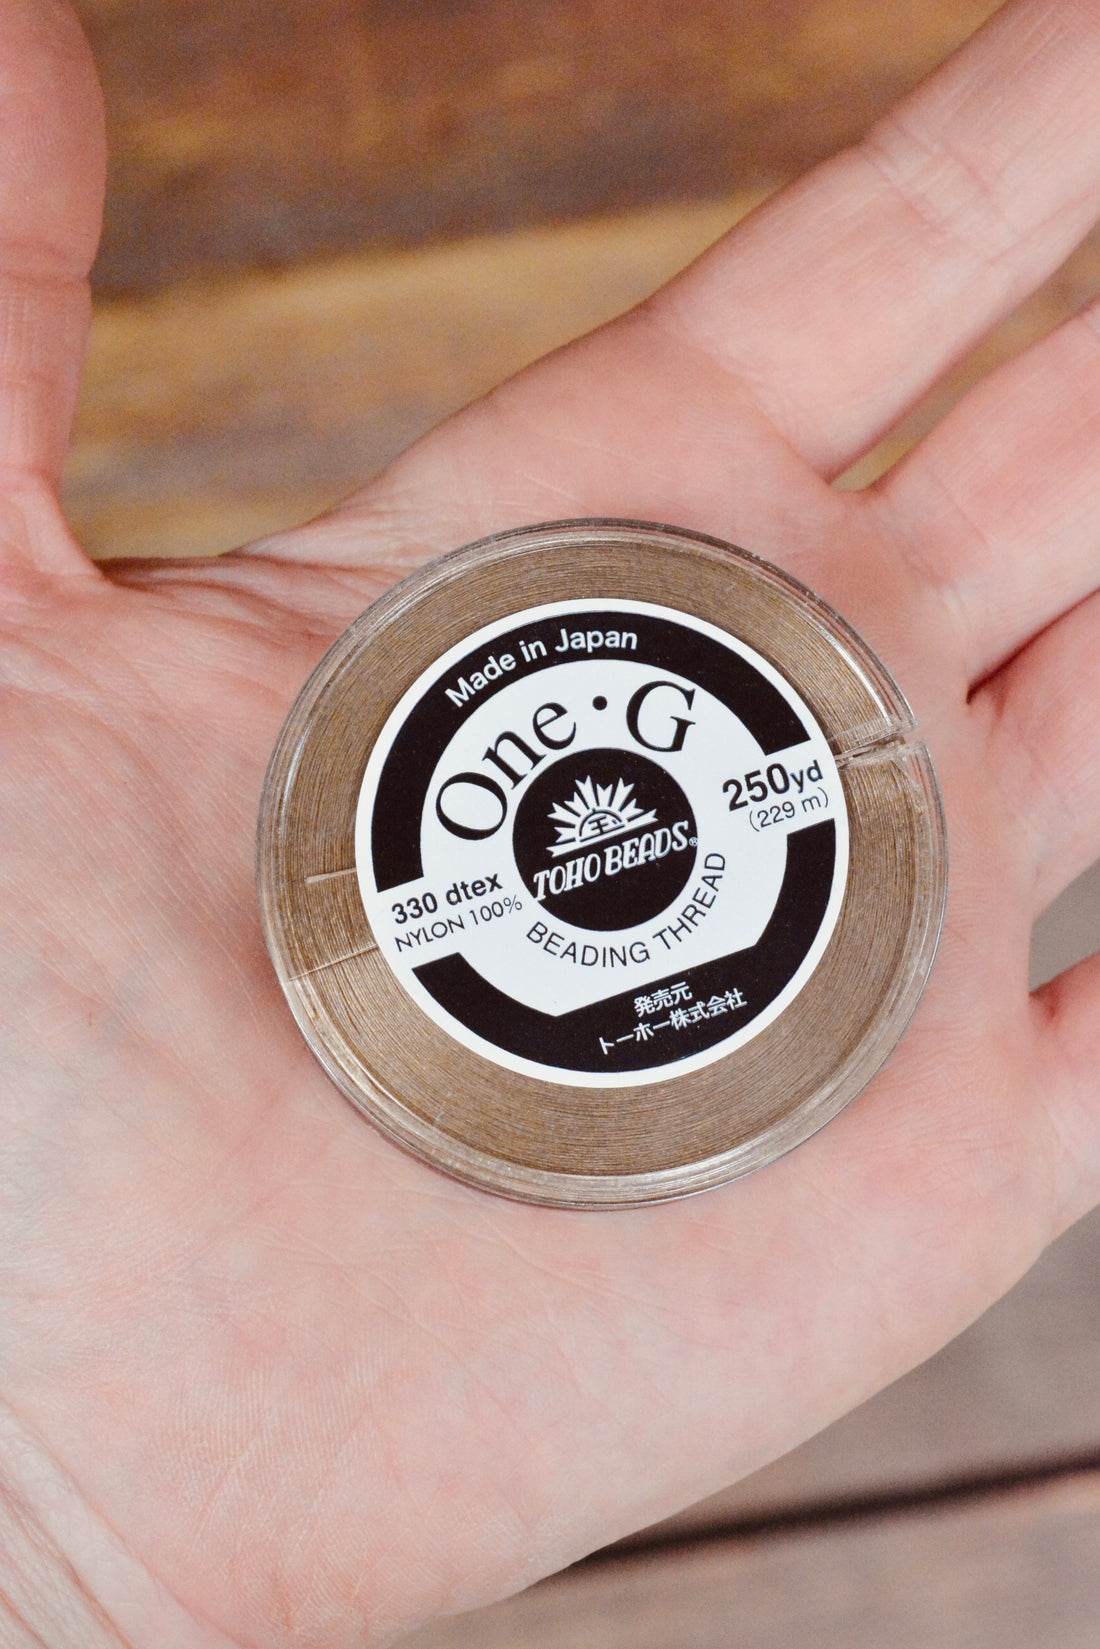 Made in Japan
One·G
250yd
(229 m)
玉
TOHO BEADS®
330 dtex
NYLON 100%
BEADING THREAD
発売元
トーホー株式会社